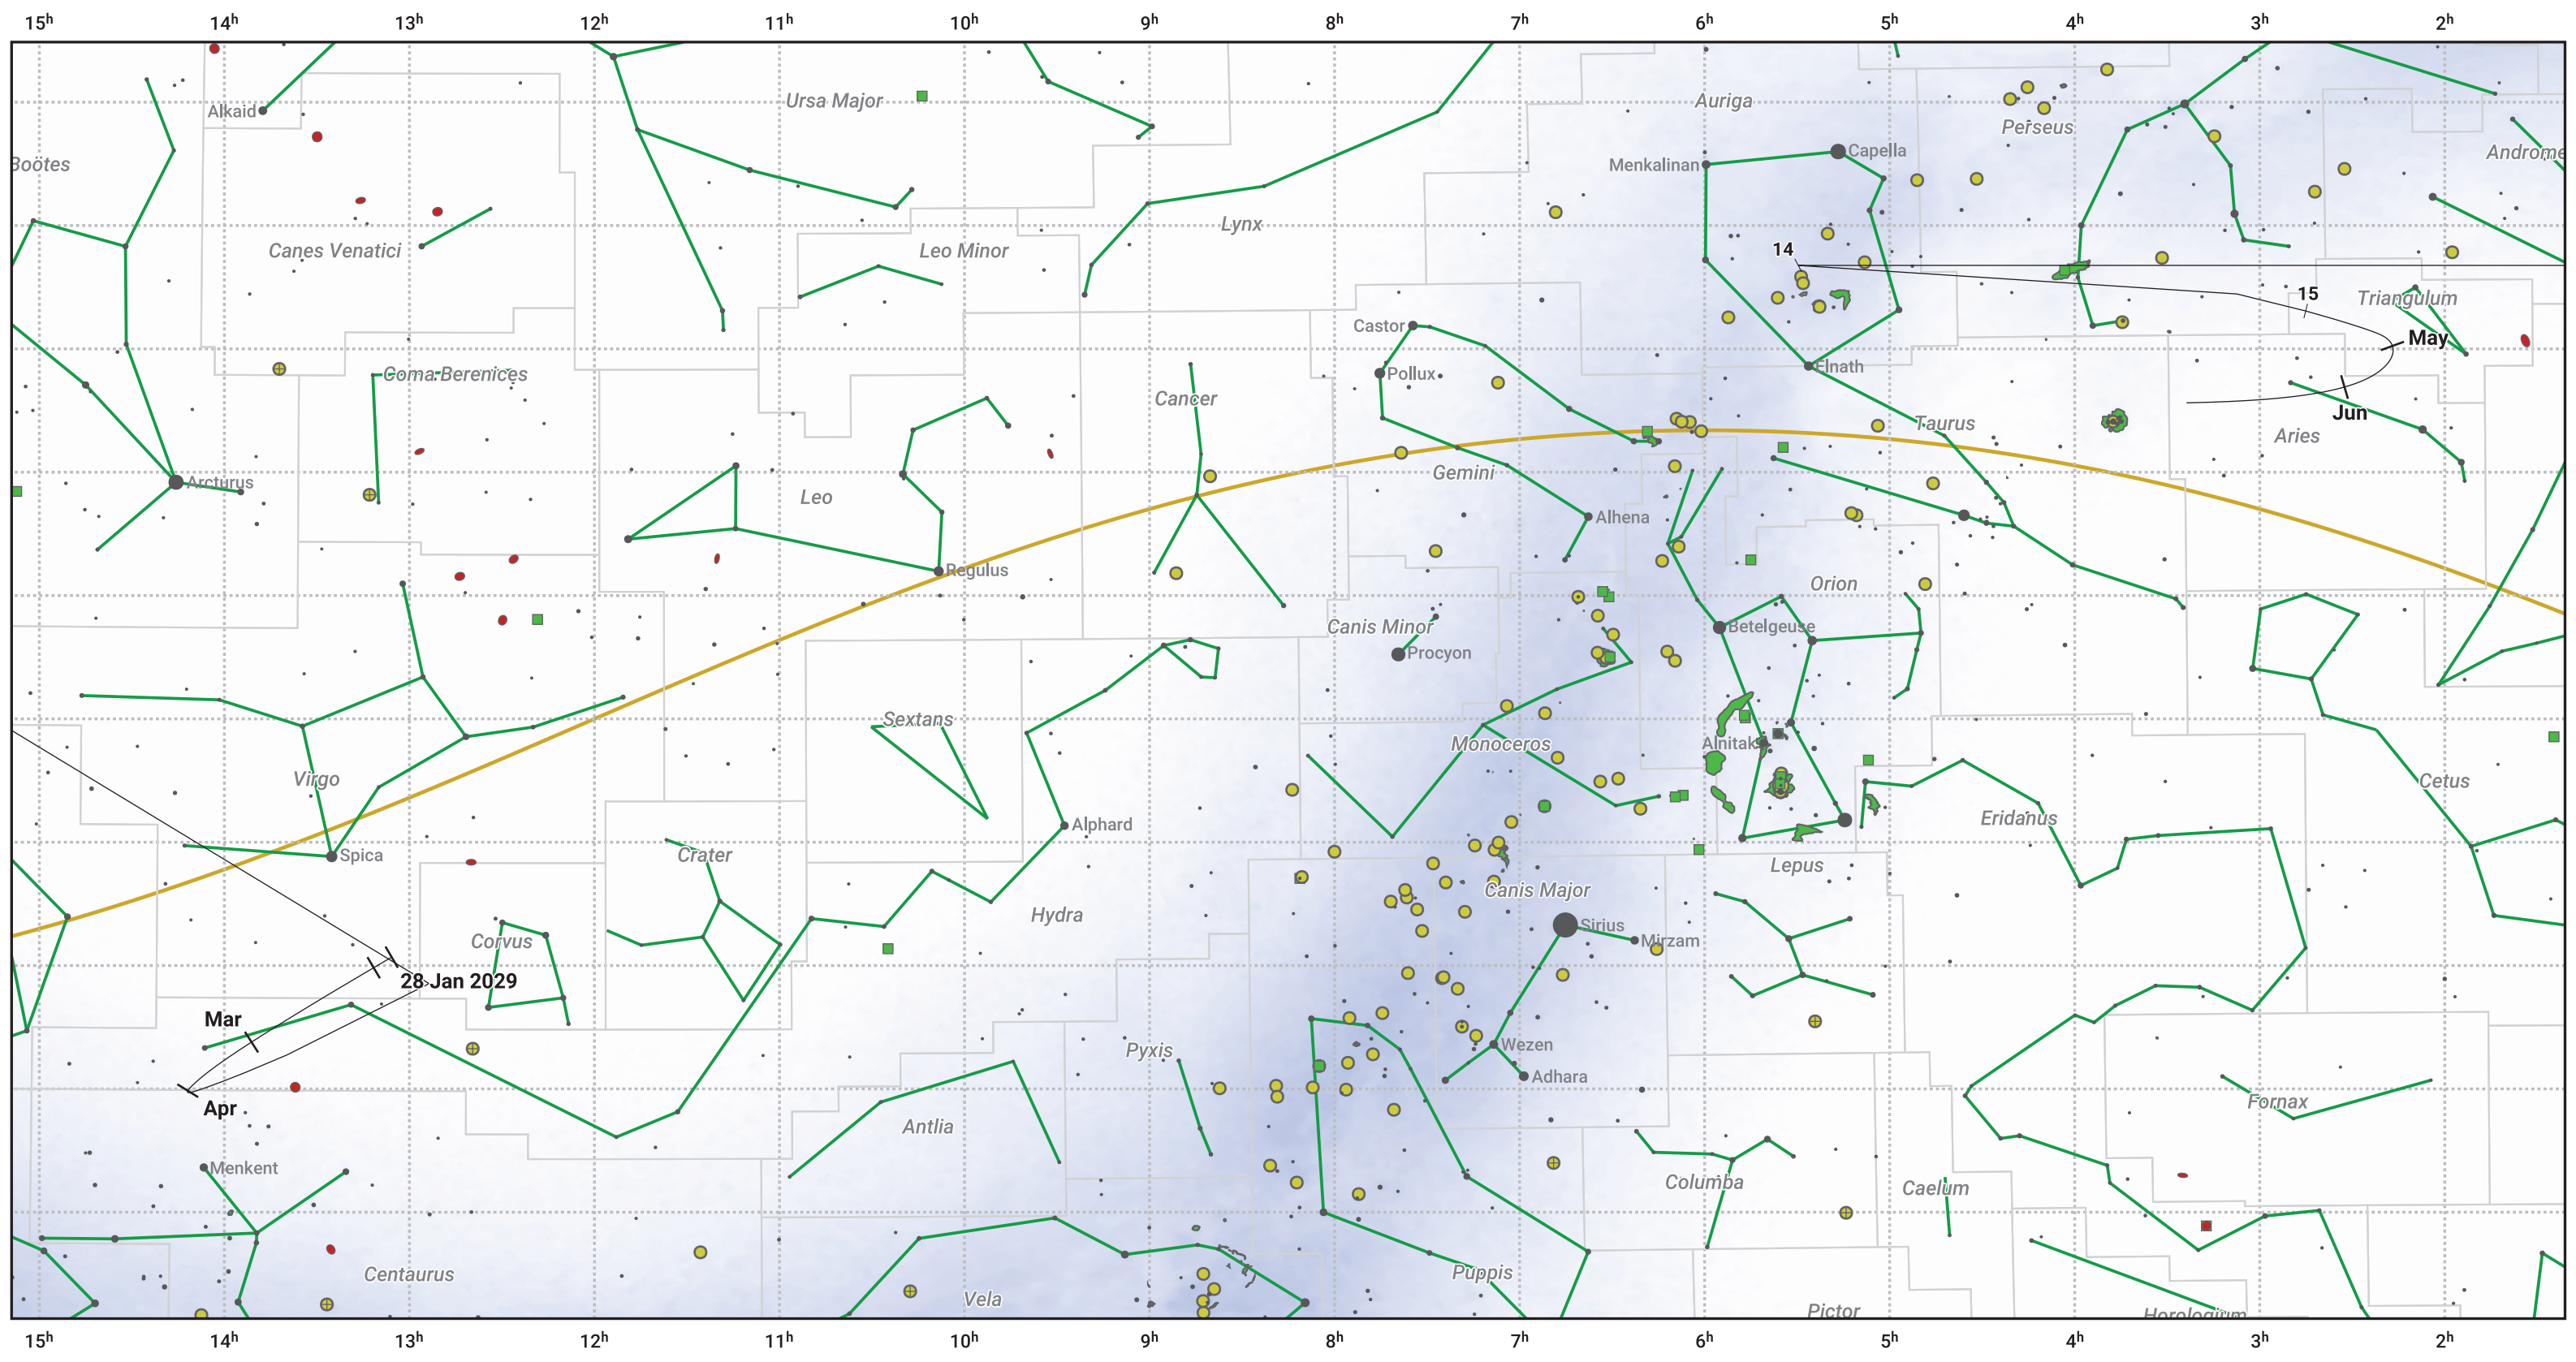 15h 14h 13h 12h 11h 10h 9h 8h 7h 6h 5h 4h 3h 2h
Alkaid
Ursa Major
Auriga
Perseus
Boötes
Capella
Menkalinan
Androme
Canes Venatici
Leo Minor
Lynx
14
15
Triangulum
Castor
May
Pollux
Elnath
Coma Berenices
Cancer
Jun
Taurus
Aries
Arcturus
Leo
Gemini
Alhena
Regulus
Orion
Canis Minor
Betelgeuse
Procyon
Sextans
Monoceros
Alnitak
Virgo
Cetus
Eridanus
Alphard
Spica
Crater
Lepus
Canis Major
Hydra
Sirius
Corvus
Mirzam
28 Jan 2029
Mar
Pyxis
Wezen
Adhara
Apr
Antlia
Fornax
Menkent
Columba
Caelum
Centaurus
Puppis
Vela
Pictor
Horologium
15h 14h 13h 12h 11h 10h 9h 8h 7h 6h 5h 4h 3h 2h